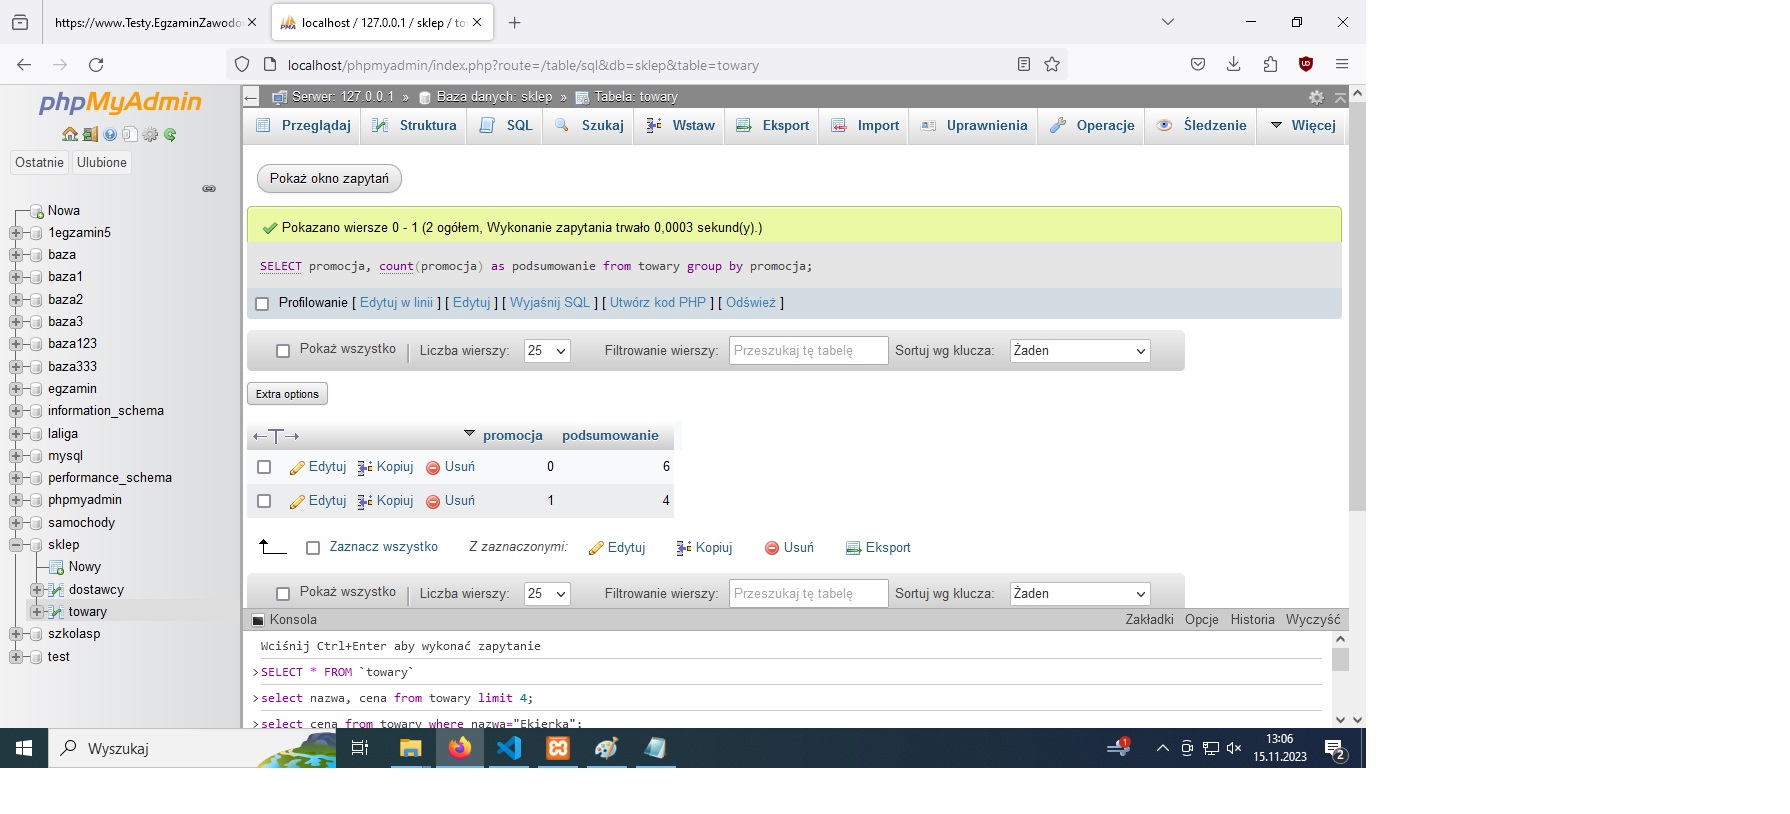 https://www.Testy.EgzaminZawodo
localhost / 127.0.0.1 / sklep / to
localhost/phpmyadmin/index.php?route=/table/sql&db=sklep&table=towary
phpMyAdmin
Ostatnie Ulubione
Nowa
1egzamin5
baza
baza1
baza2
baza3
baza123
baza333
egzamin
information_schema
laliga
mysql
performance_schema
phpmyadmin
samochody
sklep
Nowy
dostawcy
towary
szkolasp
test
Serwer: 127.0.0.1 » Baza danych: sklep » Tabela: towary
Przeglądaj Struktura SQL Szukaj Wstaw Eksport Import Uprawnienia Operacje Śledzenie Więcej
Pokaż okno zapytań
Pokazano wiersze 0 - 1 (2 ogółem, Wykonanie zapytania trwało 0,0003 sekund(y).)
SELECT promocja, count(promocja) as podsumowanie from towary group by promocja;
Profilowanie [ Edytuj w linii ] [ Edytuj ] [ Wyjaśnij SQL ] [ Utwórz kod PHP ] [ Odśwież ]
Pokaż wszystko | Liczba wierszy: 25 Filtrowanie wierszy: Przeszukaj tę tabelę Sortuj wg klucza: Żaden
Extra options
←T→ promocja podsumowanie
Edytuj Kopiuj Usuń 0 6
Edytuj Kopiuj Usuń 1 4
Zaznacz wszystko Z zaznaczonymi: Edytuj Kopiuj Usuń Eksport
Pokaż wszystko | Liczba wierszy: 25 Filtrowanie wierszy: Przeszukaj tę tabelę Sortuj wg klucza: Żaden
Konsola Zakładki Opcje Historia Wyczyść
Wciśnij Ctrl+Enter aby wykonać zapytanie
>SELECT * FROM `towary`
>select nazwa, cena from towary limit 4;
>select cena from towary where nazwa="Ekierka";
Wyszukaj
1
13:06
15.11.2023
2